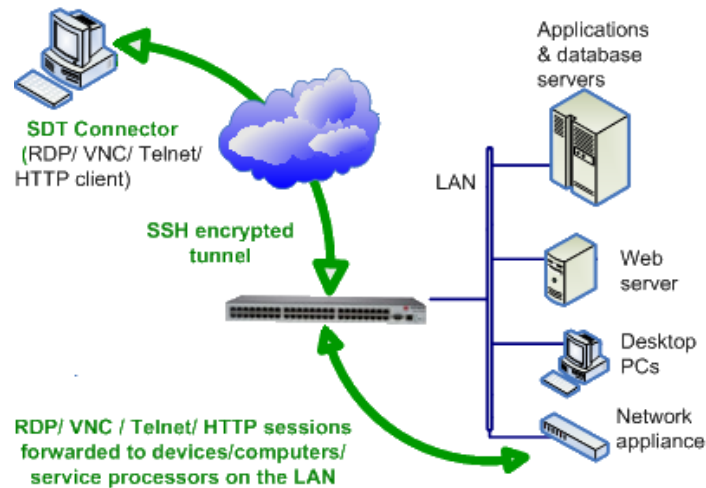 SDT Connector
(RDP/ VNC/ Telnet/
HTTP client)
SSH encrypted
tunnel
RDP/ VNC / Telnet/ HTTP sessions
forwarded to devices/computers/
service processors on the LAN
LAN
Applications
& database
servers
Web
server
Desktop
PCs
Network
appliance